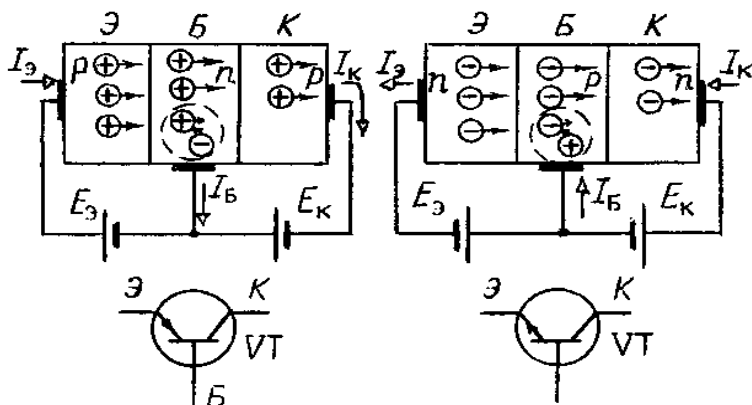 Э Б К Э Б К
I_Э p n p I_К I_Э n p n I_К
I_Б I_Б
E_Э E_К E_Э E_К
Э К Э К
VT VT
Б